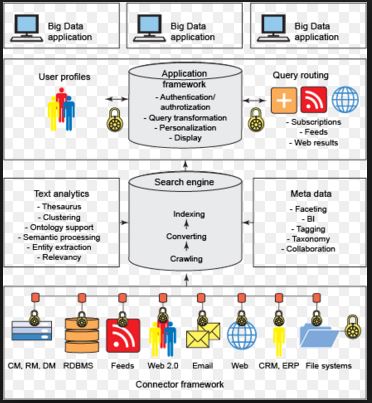 Big Data
application
Big Data
application
Big Data
application
User profiles
Application
framework
- Authentication/
authrotization
- Query transformation
- Personalization
- Display
Query routing
- Subscriptions
- Feeds
- Web results
Text analytics
- Thesaurus
- Clustering
- Ontology support
- Semantic processing
- Entity extraction
- Relevancy
Search engine
Indexing
Converting
Crawling
Meta data
- Faceting
- BI
- Tagging
- Taxonomy
- Collaboration
CM, RM, DM
RDBMS
Feeds
Web 2.0
Email
Web
CRM, ERP
File systems
Connector framework